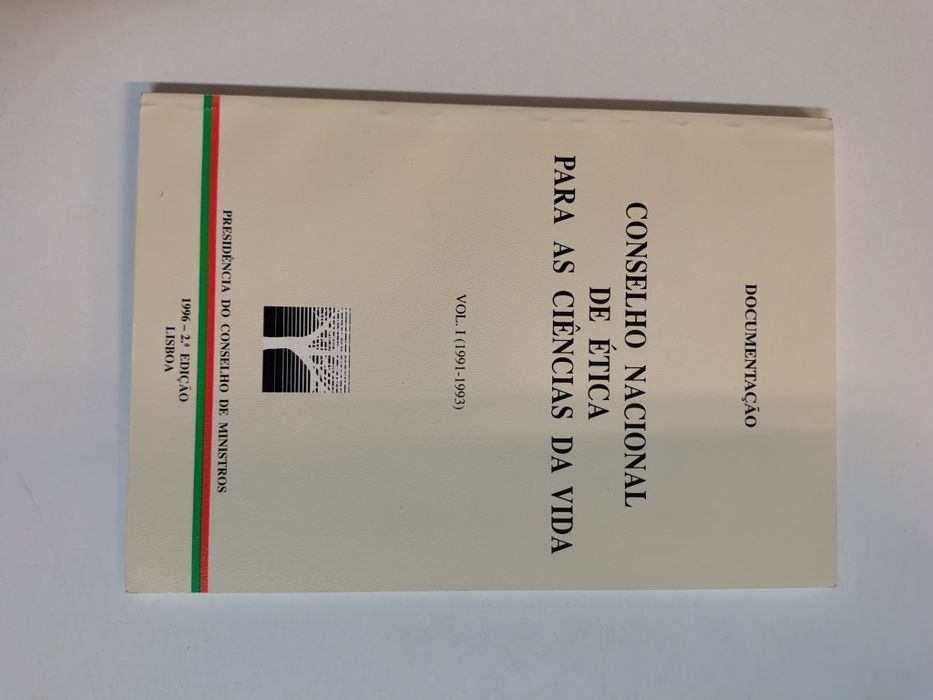 DOCUMENTAÇÃO
CONSELHO NACIONAL
DE ÉTICA
PARA AS CIÊNCIAS DA VIDA
VOL. I (1991-1993)
PRESIDÊNCIA DO CONSELHO DE MINISTROS
1996 – 2.ª EDIÇÃO
LISBOA